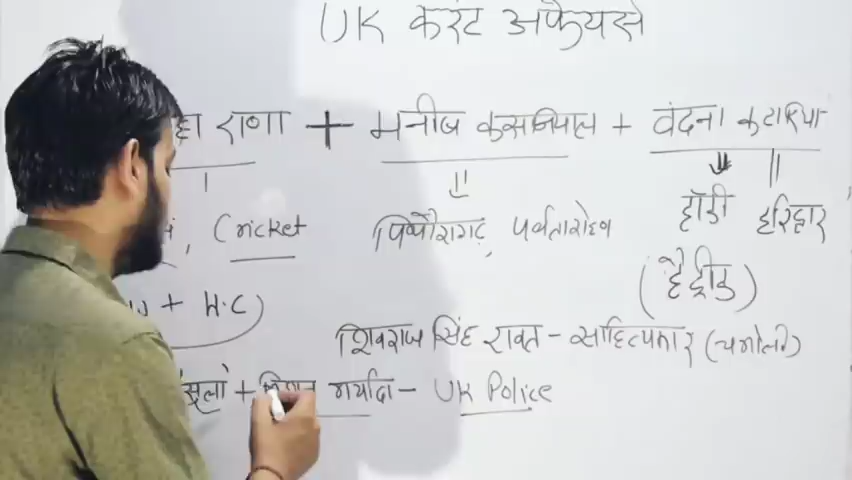 UK करंट अफेयर्स
राणा + मनीष कसनियाल + वंदना कटारिया
Cricket पिथौरागढ़, पर्वतारोहण हॉकी हरिद्वार
+ W.C (हैट्रीक)
शिवराज सिंह रावत - साहित्यकार (चमोली)
+ मिशन मर्यादा - UK Police